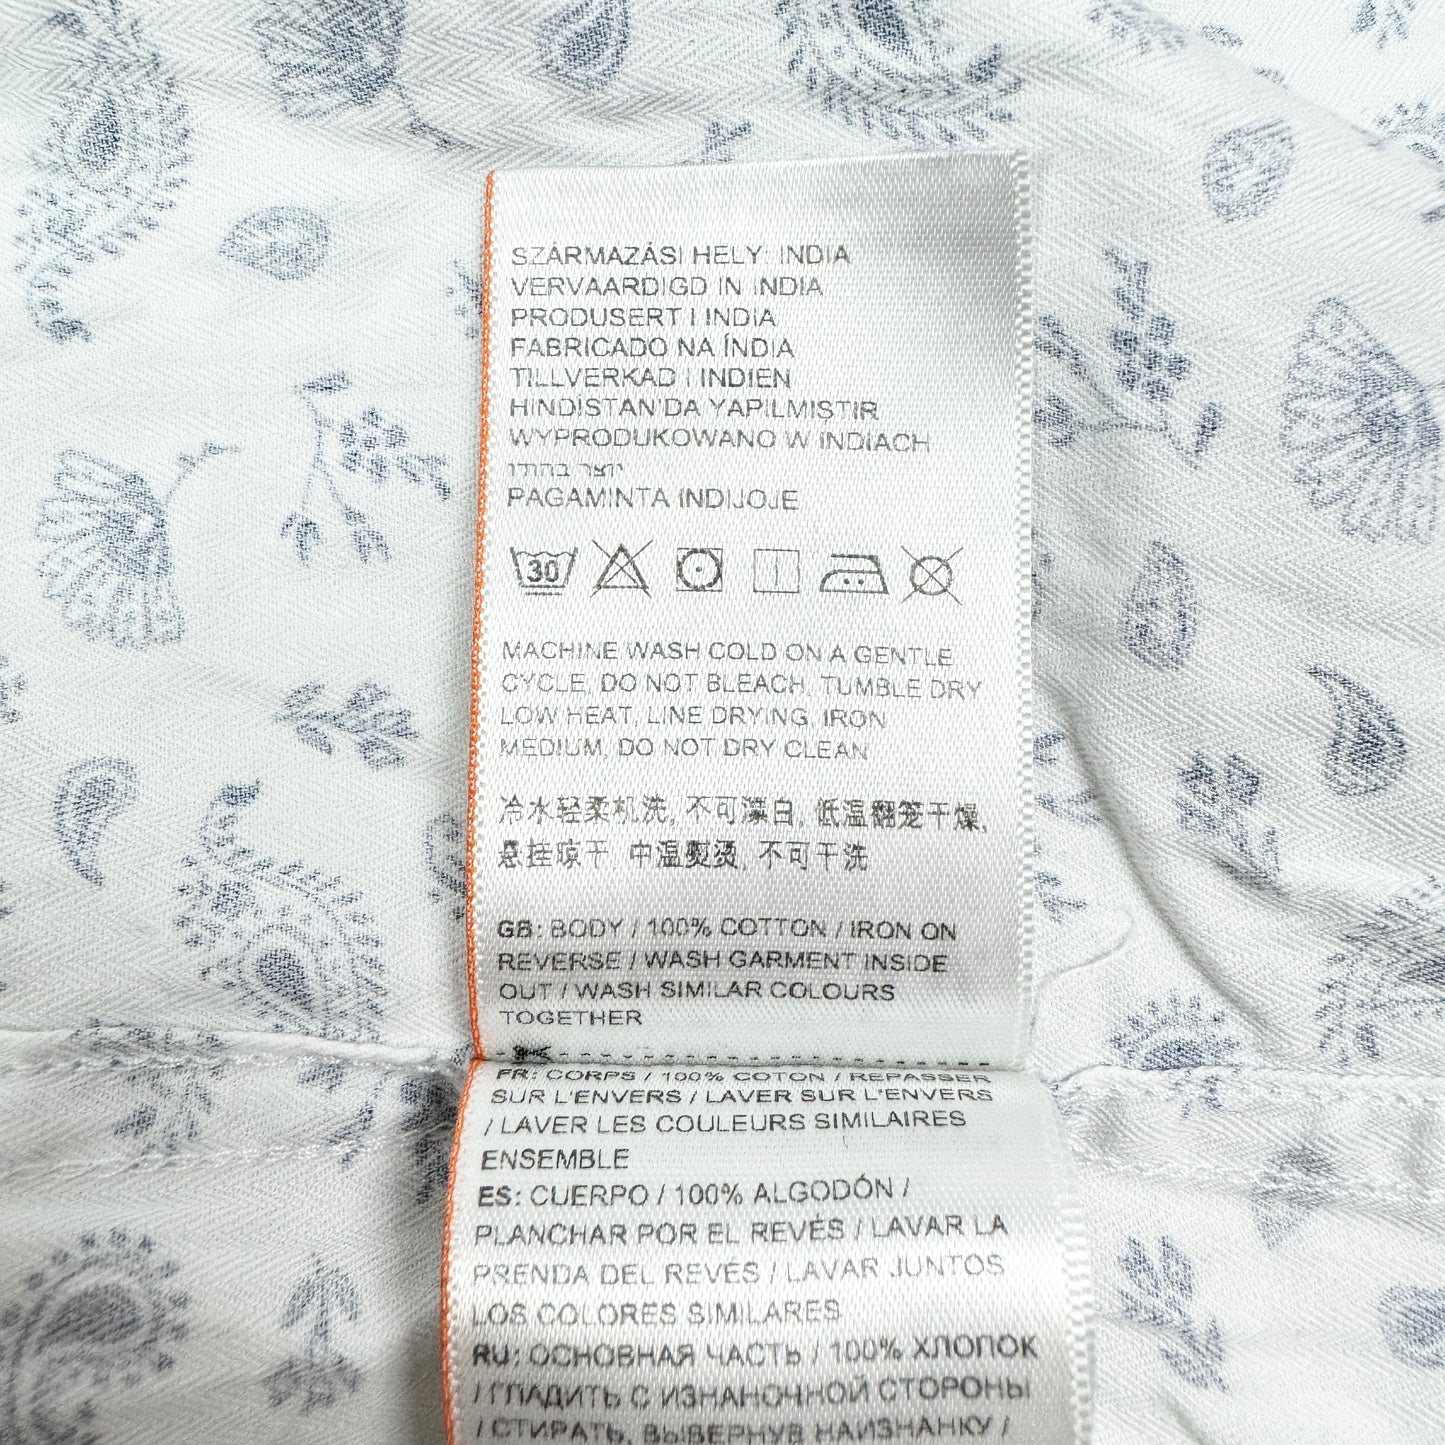 SZÁRMAZÁSI HELY: INDIA
VERVAARDIGD IN INDIA
PRODUSERT I INDIA
FABRICADO NA ÍNDIA
TILLVERKAD I INDIEN
HINDISTAN'DA YAPILMISTIR
WYPRODUKOWANO W INDIACH
יוצר בהודו
PAGAMINTA INDIJOJE
30
MACHINE WASH COLD ON A GENTLE
CYCLE, DO NOT BLEACH, TUMBLE DRY
LOW HEAT, LINE DRYING, IRON
MEDIUM, DO NOT DRY CLEAN
冷水轻柔机洗, 不可漂白, 低温翻笼干燥,
悬挂晾干, 中温熨烫, 不可干洗
GB: BODY / 100% COTTON / IRON ON
REVERSE / WASH GARMENT INSIDE
OUT / WASH SIMILAR COLOURS
TOGETHER
FR: CORPS / 100% COTON / REPASSER
SUR L'ENVERS / LAVER SUR L'ENVERS
/ LAVER LES COULEURS SIMILAIRES
ENSEMBLE
ES: CUERPO / 100% ALGODÓN /
PLANCHAR POR EL REVÉS / LAVAR LA
PRENDA DEL REVÉS / LAVAR JUNTOS
LOS COLORES SIMILARES
RU: ОСНОВНАЯ ЧАСТЬ / 100% ХЛОПОК
/ ГЛАДИТЬ С ИЗНАНОЧНОЙ СТОРОНЫ
/ СТИРАТЬ, ВЫВЕРНУВ НАИЗНАНКУ /